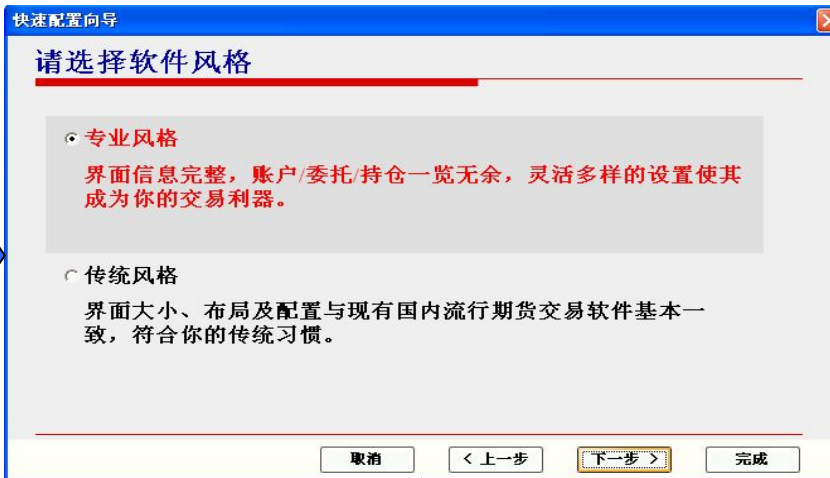 快速配置向导
请选择软件风格
专业风格
界面信息完整，账户/委托/持仓一览无余，灵活多样的设置使其
成为你的交易利器。
传统风格
界面大小、布局及配置与现有国内流行期货交易软件基本一
致，符合你的传统习惯。
取消
< 上一步
下一步 >
完成